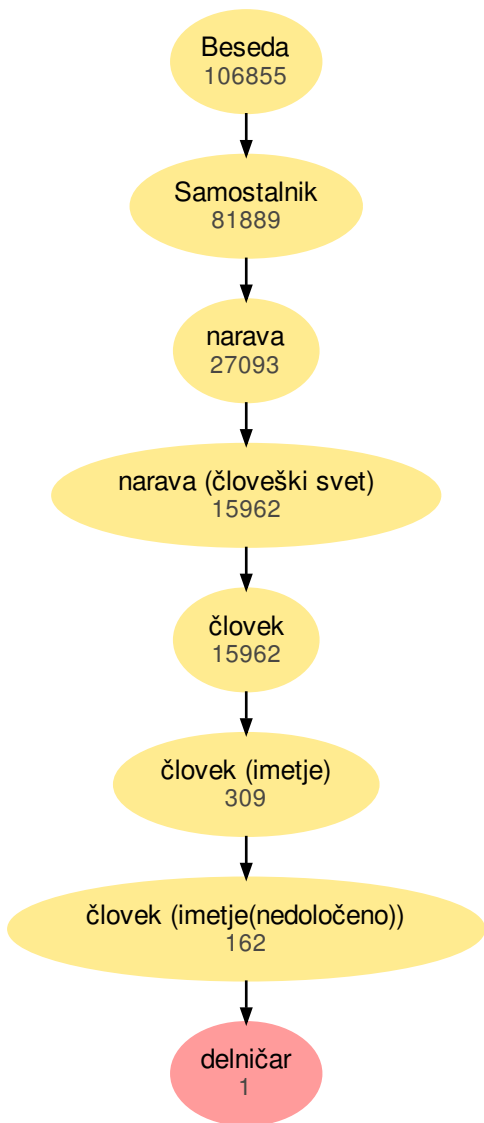 Beseda
106855
Samostalnik
81889
narava
27093
narava (človeški svet)
15962
človek
15962
človek (imetje)
309
človek (imetje(nedoločeno))
162
delničar
1